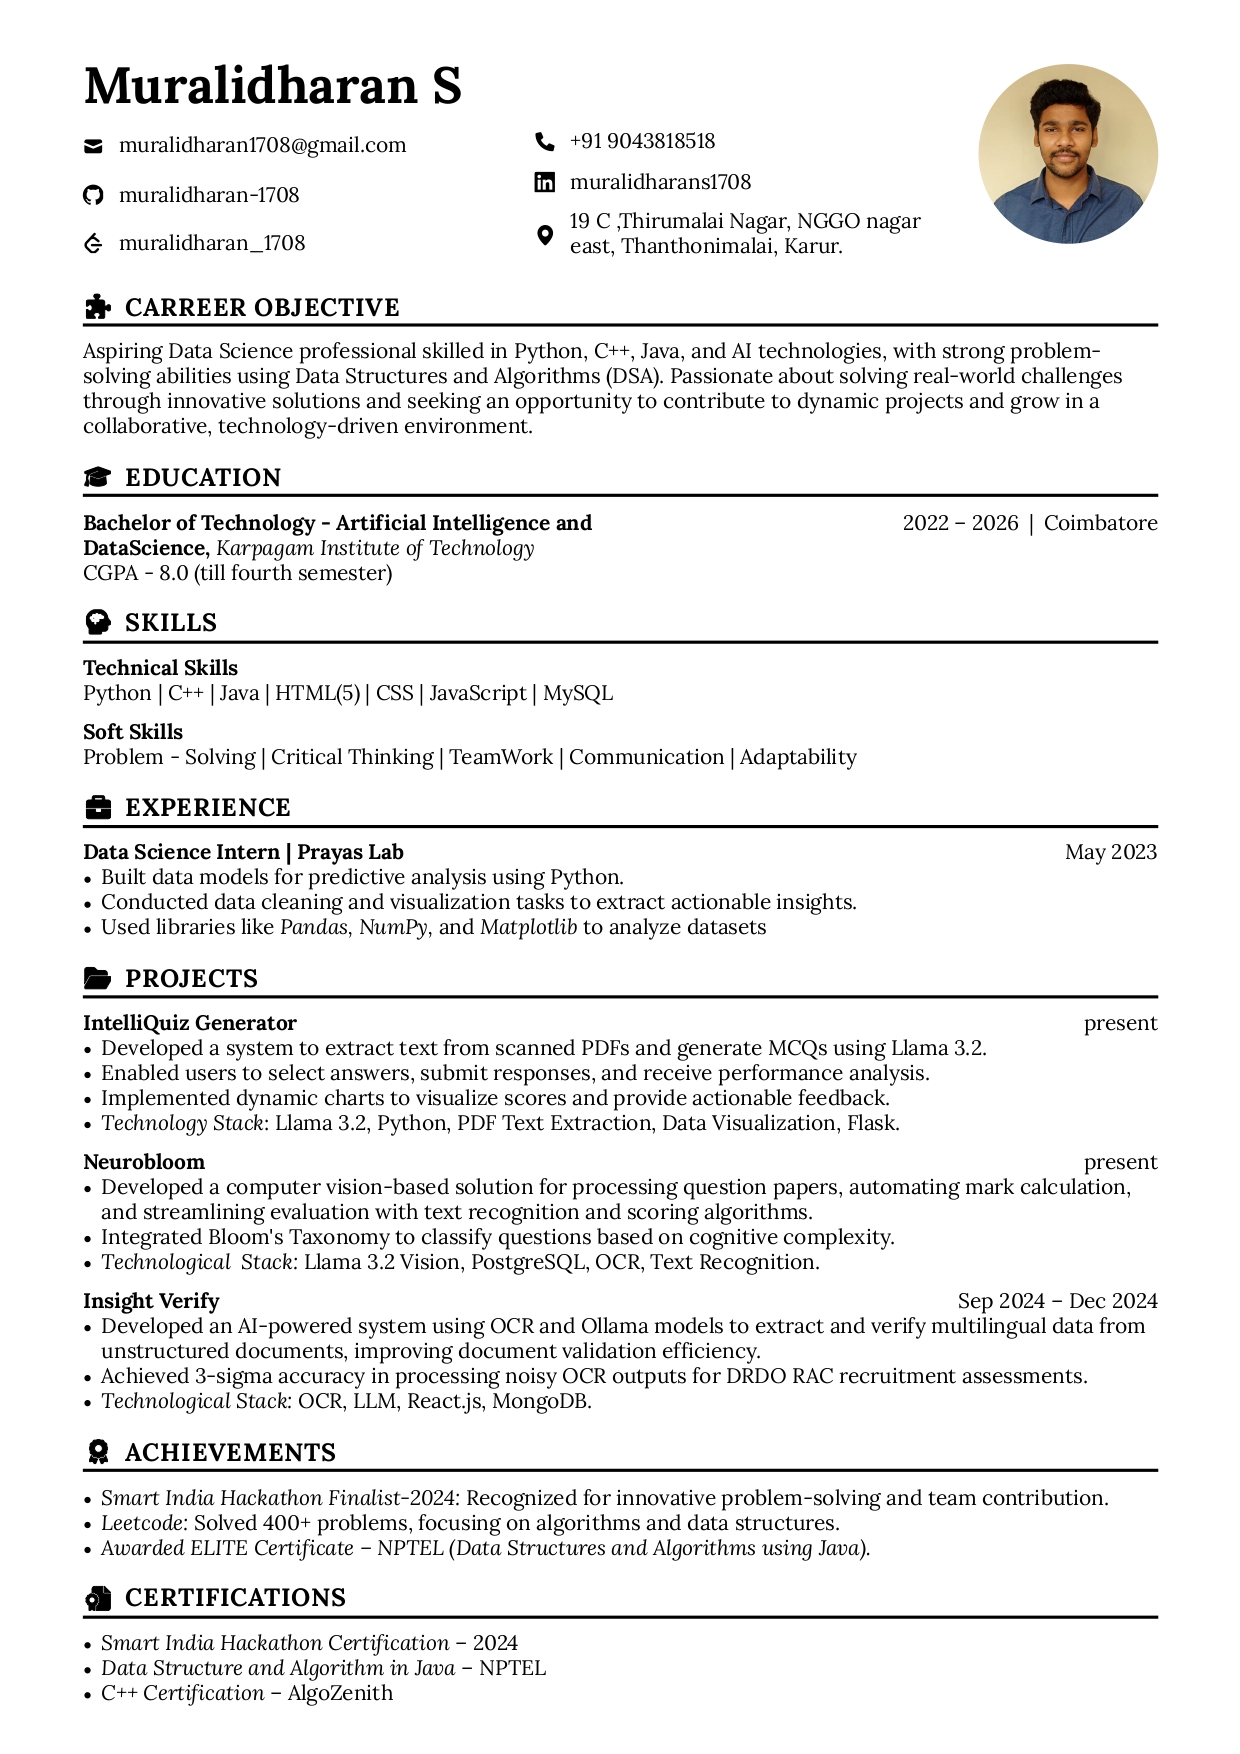 Muralidharan S
muralidharan1708@gmail.com
muralidharan-1708
muralidharan_1708
+91 9043818518
muralidharans1708
19 C ,Thirumalai Nagar, NGGO nagar
east, Thanthonimalai, Karur.
CARREER OBJECTIVE
Aspiring Data Science professional skilled in Python, C++, Java, and AI technologies, with strong problem-
solving abilities using Data Structures and Algorithms (DSA). Passionate about solving real-world challenges
through innovative solutions and seeking an opportunity to contribute to dynamic projects and grow in a
collaborative, technology-driven environment.
EDUCATION
Bachelor of Technology - Artificial Intelligence and 2022 – 2026 | Coimbatore
DataScience, Karpagam Institute of Technology
CGPA - 8.0 (till fourth semester)
SKILLS
Technical Skills
Python | C++ | Java | HTML(5) | CSS | JavaScript | MySQL
Soft Skills
Problem - Solving | Critical Thinking | TeamWork | Communication | Adaptability
EXPERIENCE
Data Science Intern | Prayas Lab May 2023
• Built data models for predictive analysis using Python.
• Conducted data cleaning and visualization tasks to extract actionable insights.
• Used libraries like Pandas, NumPy, and Matplotlib to analyze datasets
PROJECTS
IntelliQuiz Generator present
• Developed a system to extract text from scanned PDFs and generate MCQs using Llama 3.2.
• Enabled users to select answers, submit responses, and receive performance analysis.
• Implemented dynamic charts to visualize scores and provide actionable feedback.
• Technology Stack: Llama 3.2, Python, PDF Text Extraction, Data Visualization, Flask.
Neurobloom present
• Developed a computer vision-based solution for processing question papers, automating mark calculation,
and streamlining evaluation with text recognition and scoring algorithms.
• Integrated Bloom's Taxonomy to classify questions based on cognitive complexity.
• Technological Stack: Llama 3.2 Vision, PostgreSQL, OCR, Text Recognition.
Insight Verify Sep 2024 – Dec 2024
• Developed an AI-powered system using OCR and Ollama models to extract and verify multilingual data from
unstructured documents, improving document validation efficiency.
• Achieved 3-sigma accuracy in processing noisy OCR outputs for DRDO RAC recruitment assessments.
• Technological Stack: OCR, LLM, React.js, MongoDB.
ACHIEVEMENTS
• Smart India Hackathon Finalist-2024: Recognized for innovative problem-solving and team contribution.
• Leetcode: Solved 400+ problems, focusing on algorithms and data structures.
• Awarded ELITE Certificate – NPTEL (Data Structures and Algorithms using Java).
CERTIFICATIONS
• Smart India Hackathon Certification – 2024
• Data Structure and Algorithm in Java – NPTEL
• C++ Certification – AlgoZenith